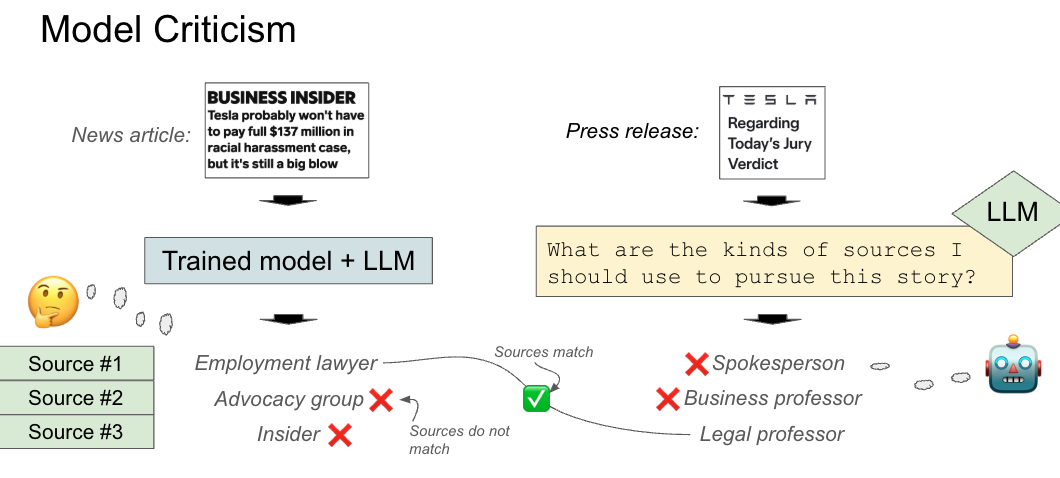 Model Criticism
News article:
BUSINESS INSIDER
Tesla probably won't have
to pay full $137 million in
racial harassment case,
but it's still a big blow
Press release:
TESLA
Regarding
Today's Jury
Verdict
LLM
Trained model + LLM
What are the kinds of sources I
should use to pursue this story?
Source #1
Source #2
Source #3
Employment lawyer
Advocacy group
Insider
Sources match
Sources do not
match
Spokesperson
Business professor
Legal professor